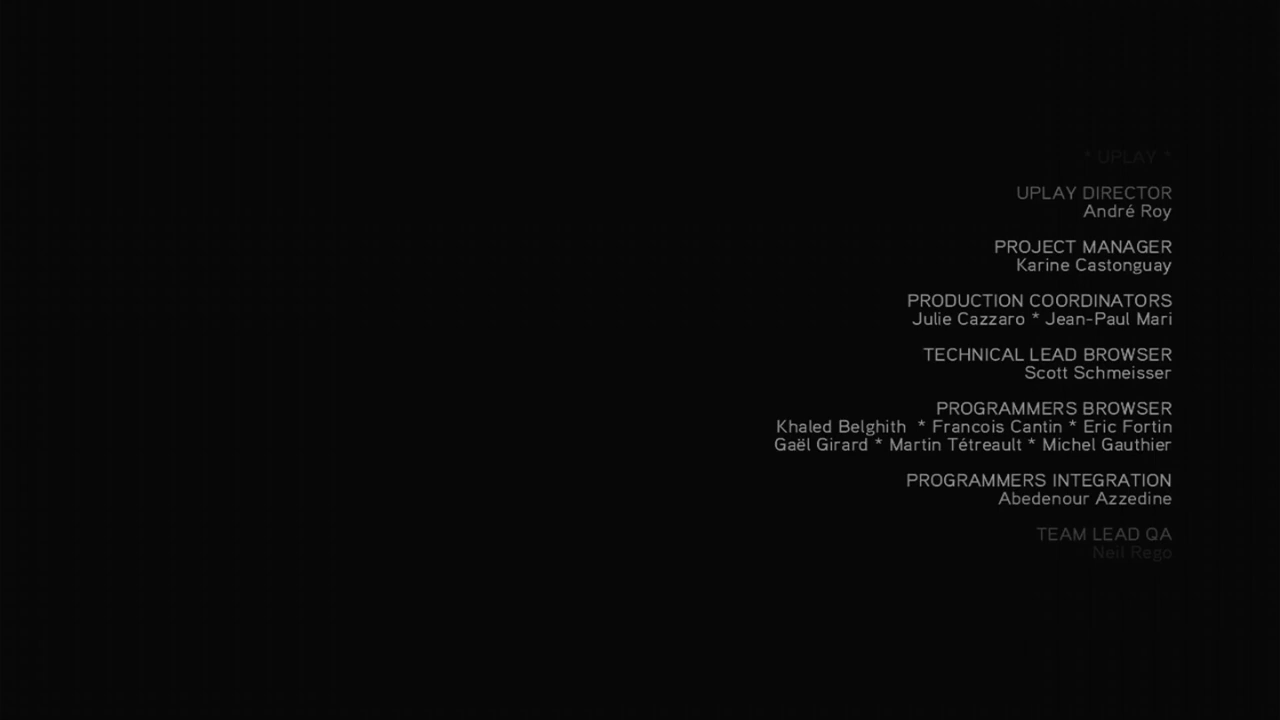 * UPLAY *
UPLAY DIRECTOR
André Roy
PROJECT MANAGER
Karine Castonguay
PRODUCTION COORDINATORS
Julie Cazzaro * Jean-Paul Mari
TECHNICAL LEAD BROWSER
Scott Schmeisser
PROGRAMMERS BROWSER
Khaled Belghith * Francois Cantin * Eric Fortin
Gaël Girard * Martin Tétreault * Michel Gauthier
PROGRAMMERS INTEGRATION
Abedenour Azzedine
TEAM LEAD QA
Neil Rego